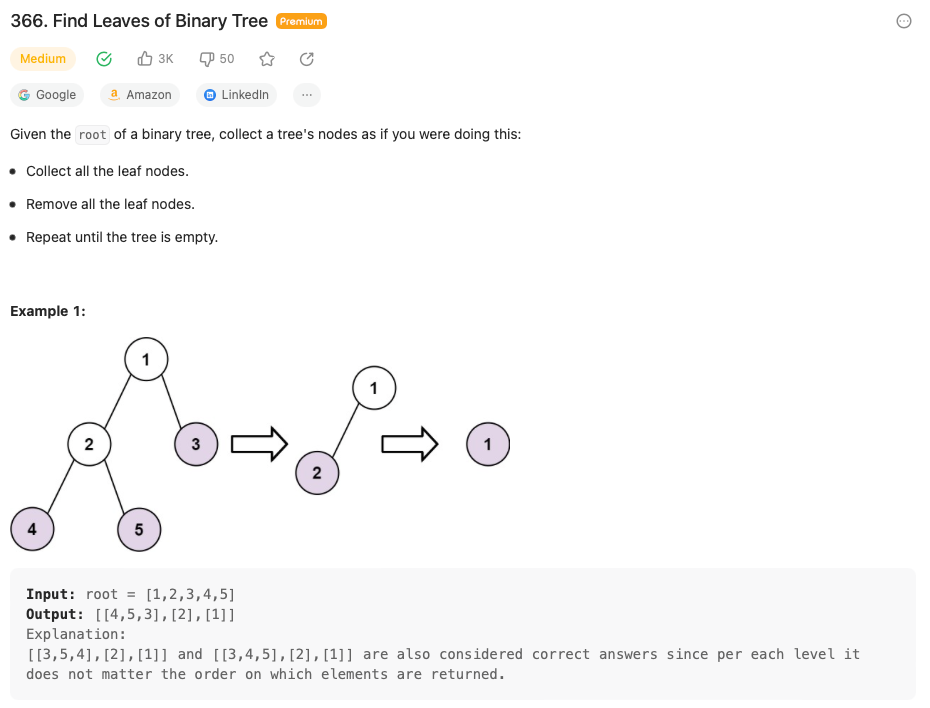 366. Find Leaves of Binary Tree Premium
Medium 3K 50
Google Amazon LinkedIn ...
Given the root of a binary tree, collect a tree's nodes as if you were doing this:
• Collect all the leaf nodes.
• Remove all the leaf nodes.
• Repeat until the tree is empty.
Example 1:
1
1
2 3 1
2
4 5
Input: root = [1,2,3,4,5]
Output: [[4,5,3],[2],[1]]
Explanation:
[[3,5,4],[2],[1]] and [[3,4,5],[2],[1]] are also considered correct answers since per each level it
does not matter the order on which elements are returned.